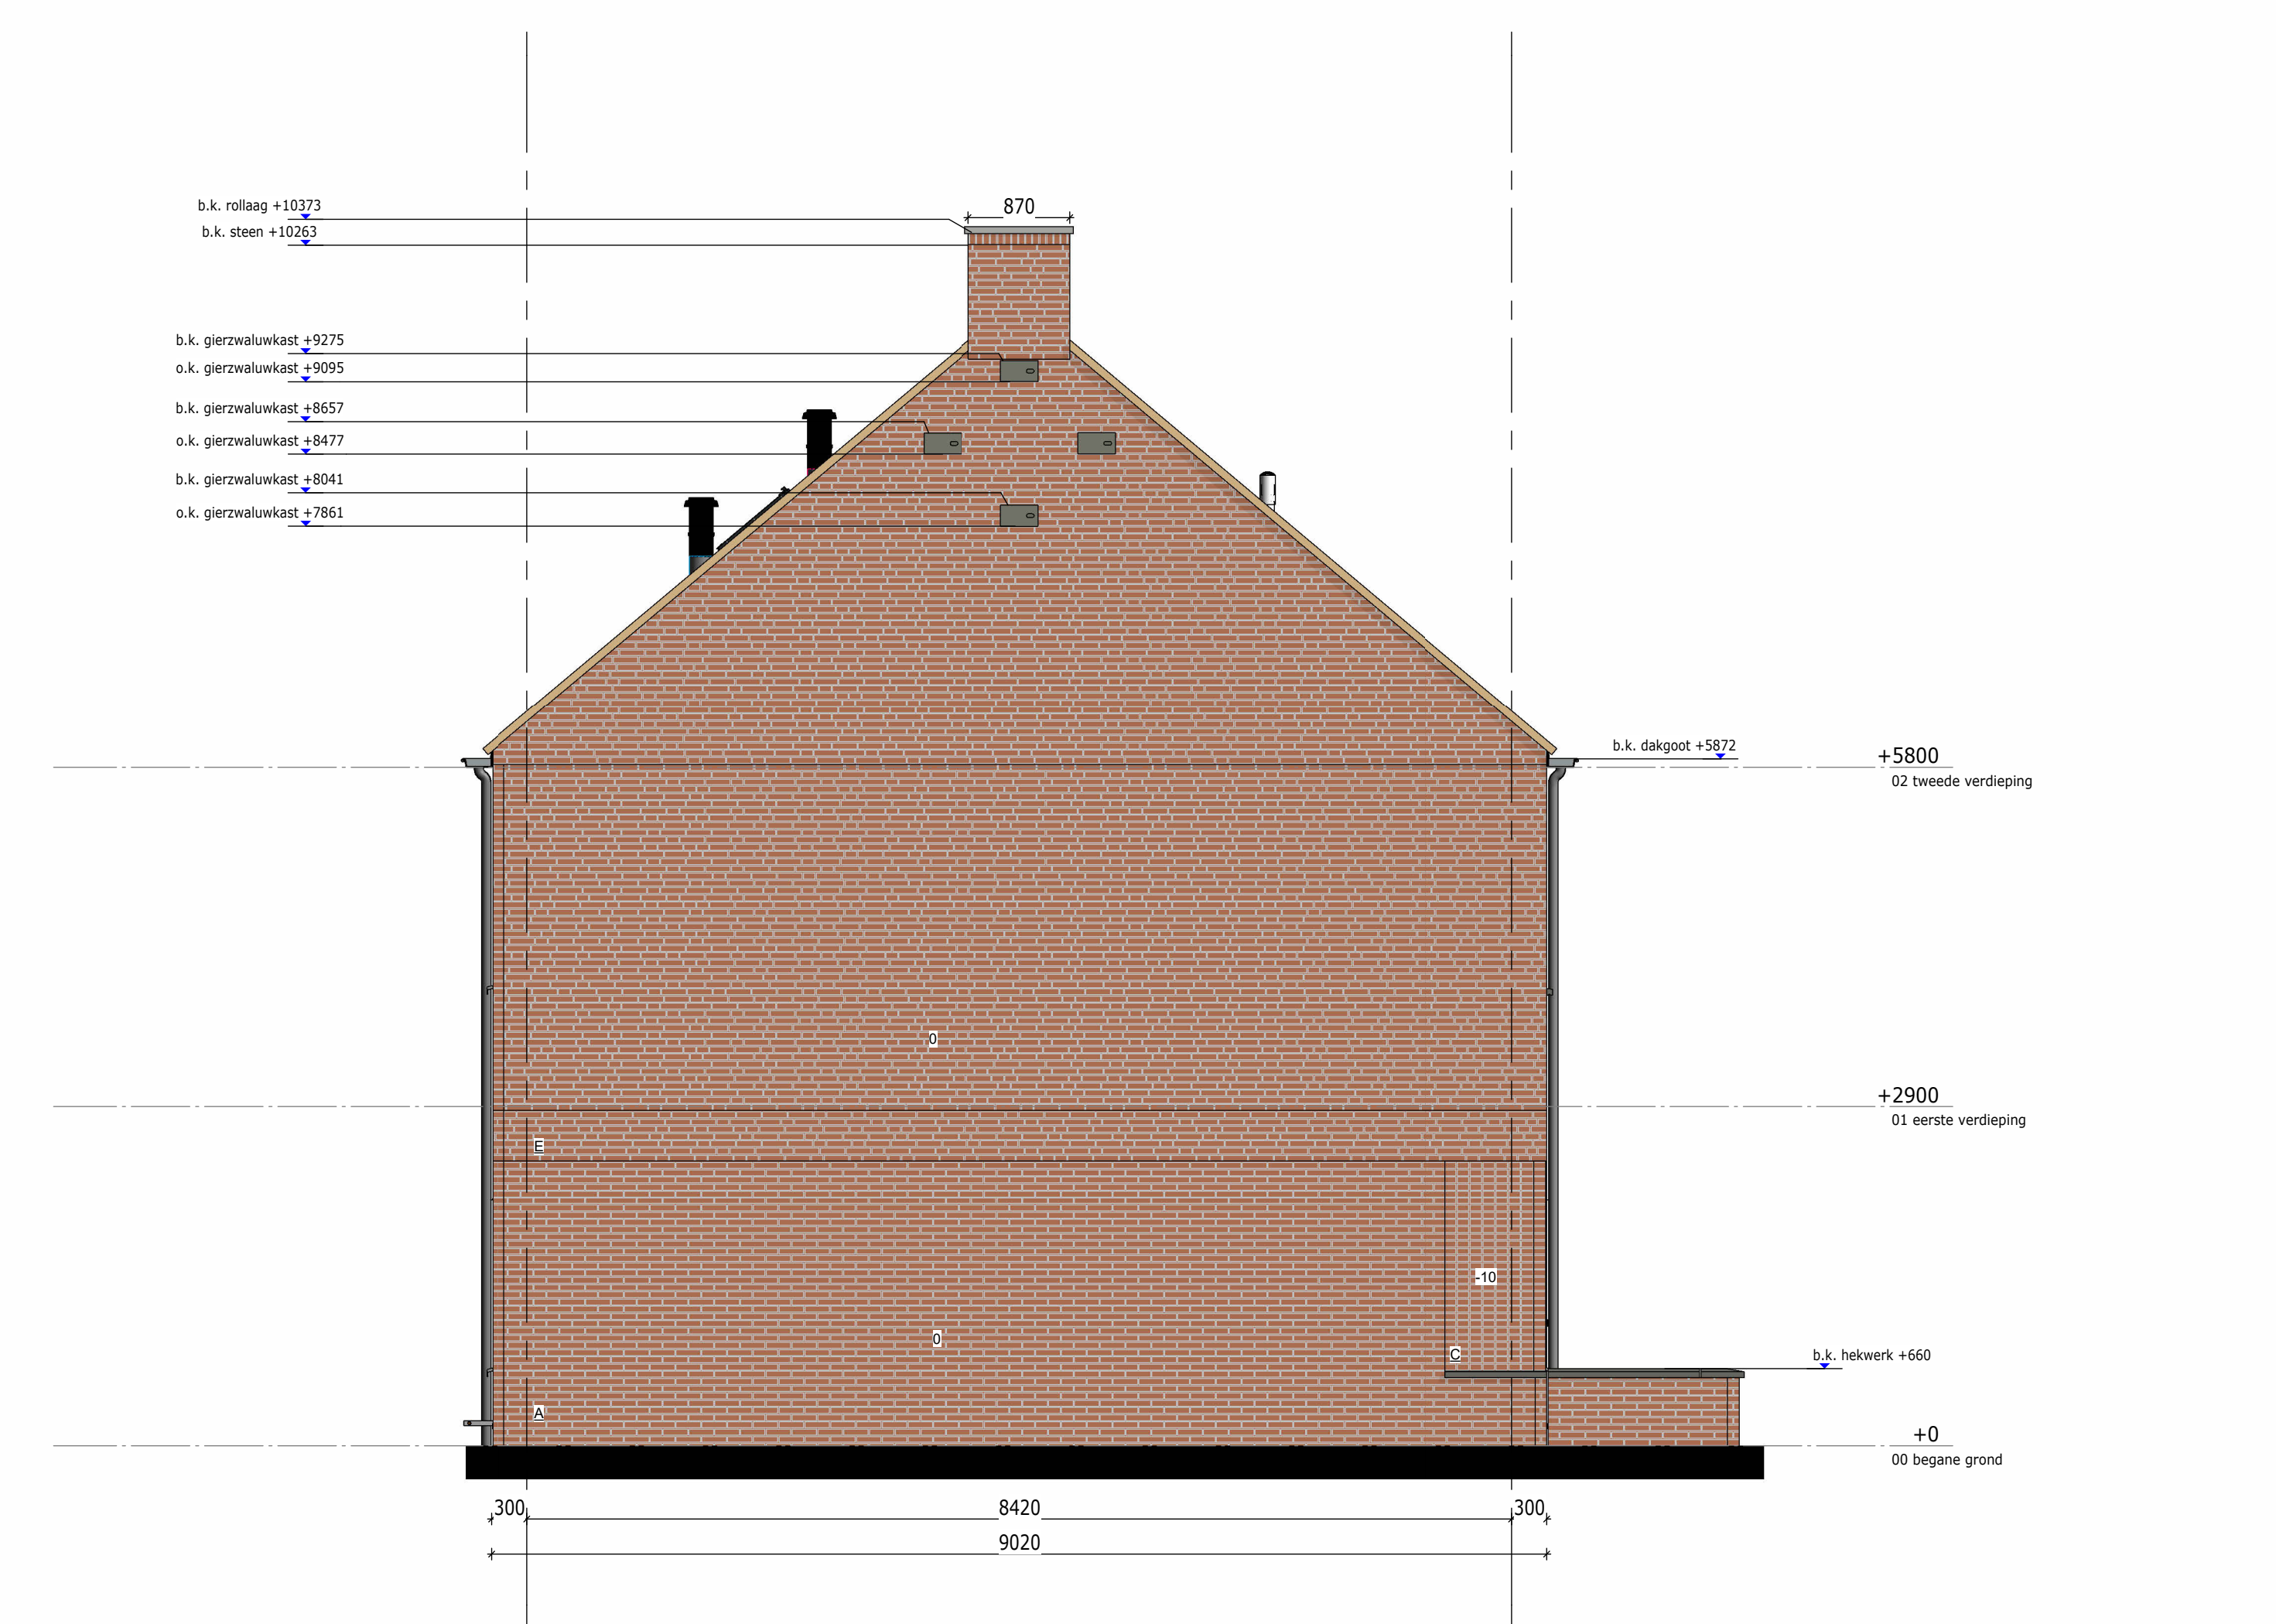 b.k. rollaag +10373
870
b.k. steen +10263
b.k. gierzwaluwkast +9275
o.k. gierzwaluwkast +9095
b.k. gierzwaluwkast +8657
o.k. gierzwaluwkast +8477
b.k. gierzwaluwkast +8041
o.k. gierzwaluwkast +7861
b.k. dakgoot +5872
+5800
02 tweede verdieping
0
+2900
01 eerste verdieping
E
-10
0
C
b.k. hekwerk +660
A
+0
00 begane grond
300
8420
300
9020